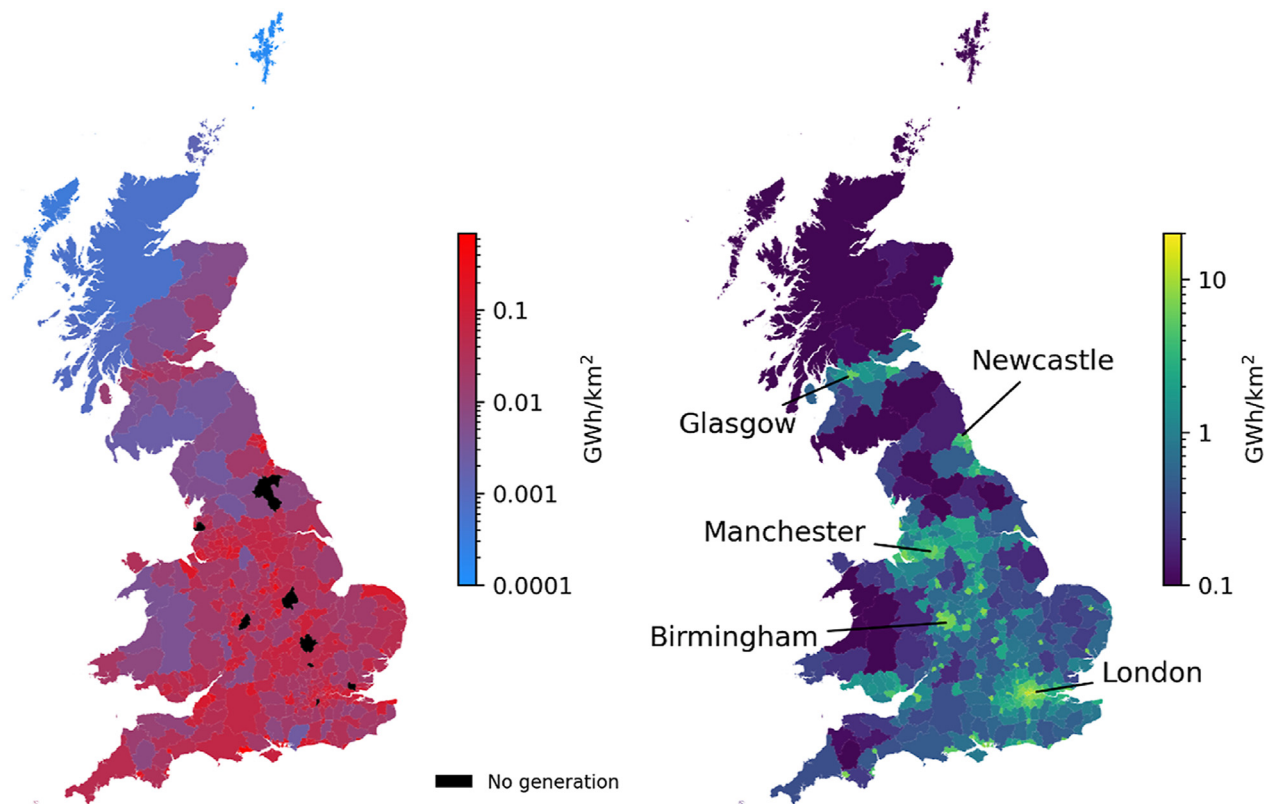 0.1
0.01
0.001
0.0001
GWh/km²
No generation
Newcastle
Glasgow
Manchester
Birmingham
London
10
1
0.1
GWh/km²